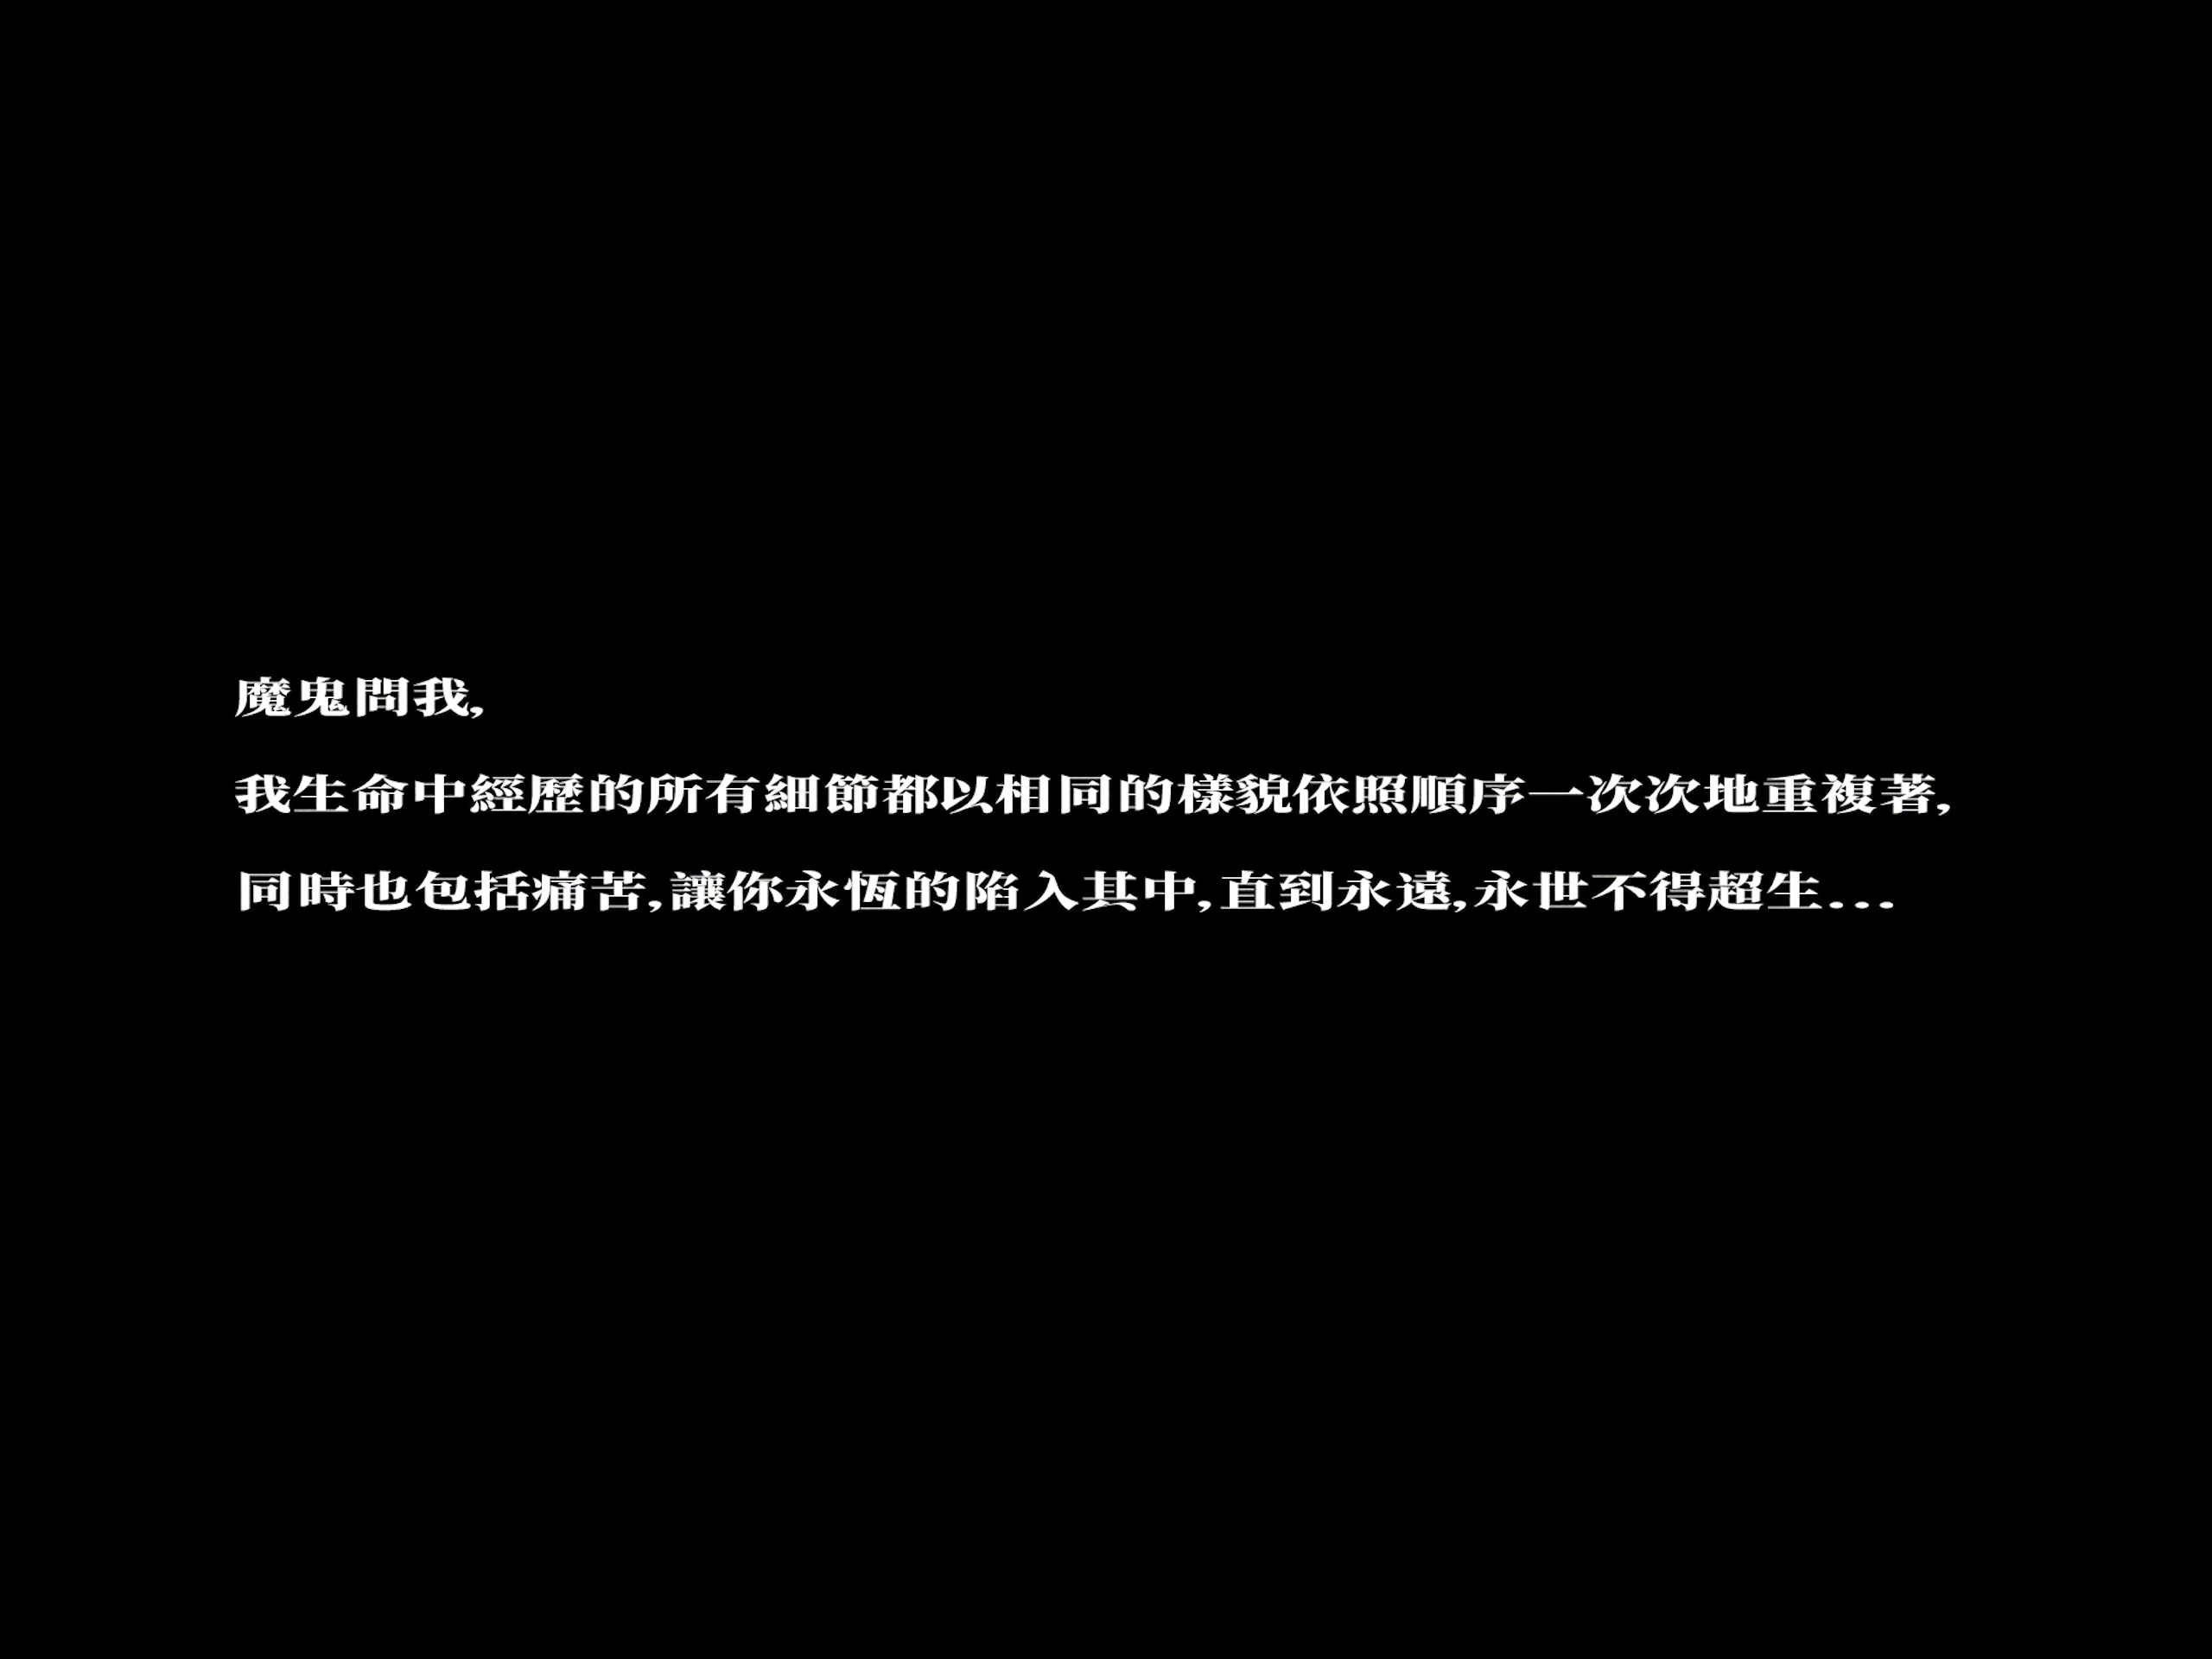 魔鬼問我,
我生命中經歷的所有細節都以相同的樣貌依照順序一次次地重複著,
同時也包括痛苦,讓你永恆的陷入其中,直到永遠,永世不得超生...